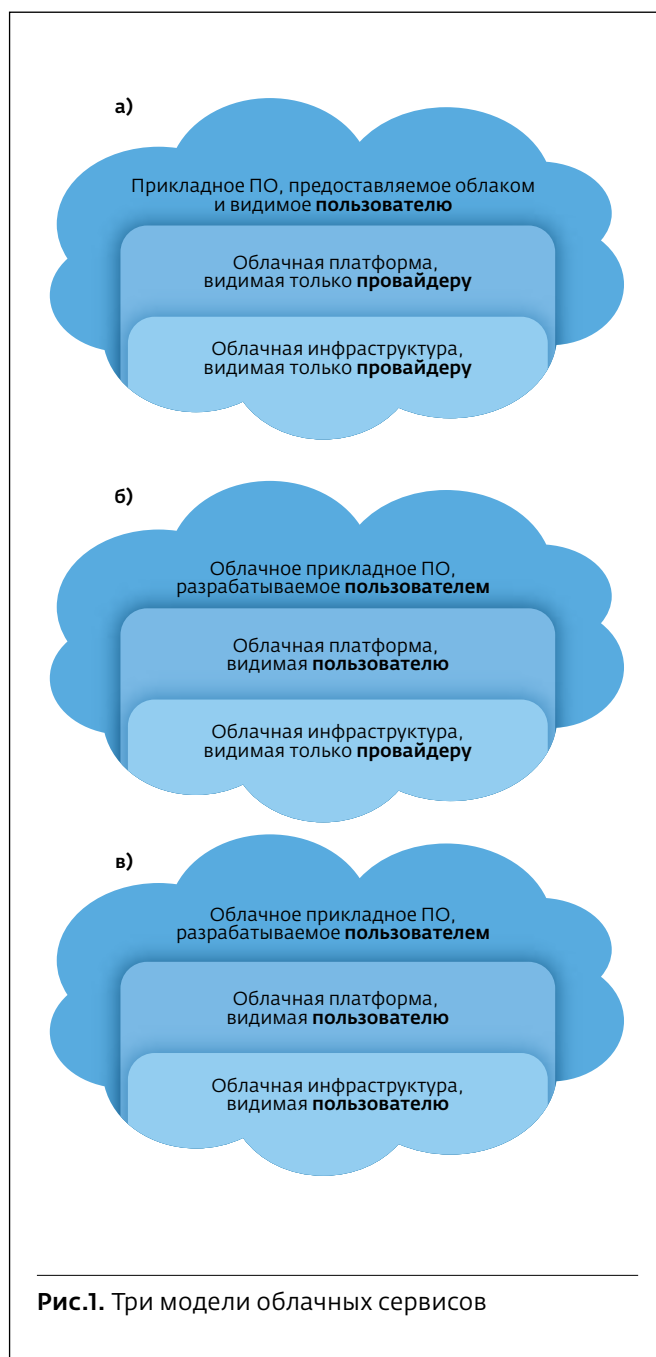 а)
Прикладное ПО, предоставляемое облаком
и видимое пользователю
Облачная платформа,
видимая только провайдеру
Облачная инфраструктура,
видимая только провайдеру
б)
Облачное прикладное ПО,
разрабатываемое пользователем
Облачная платформа,
видимая пользователю
Облачная инфраструктура,
видимая только провайдеру
в)
Облачное прикладное ПО,
разрабатываемое пользователем
Облачная платформа,
видимая пользователю
Облачная инфраструктура,
видимая пользователю
Рис.1. Три модели облачных сервисов